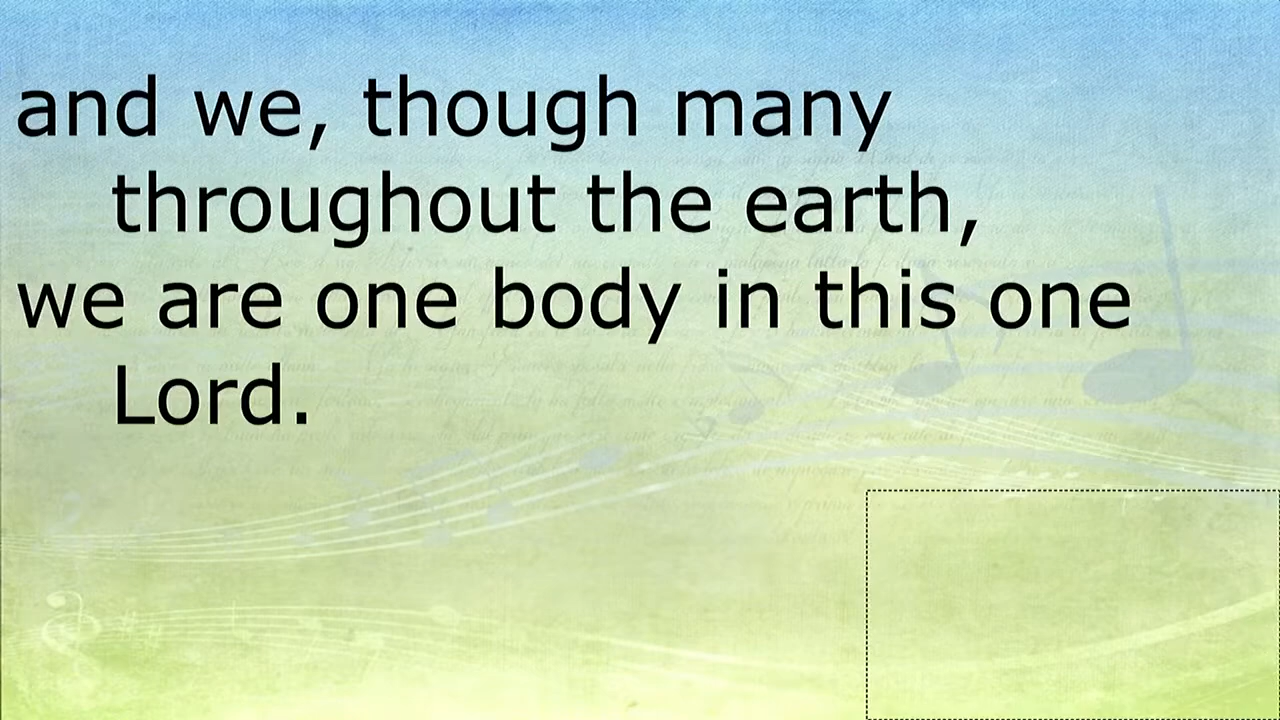 and we, though many
throughout the earth,
we are one body in this one
Lord.